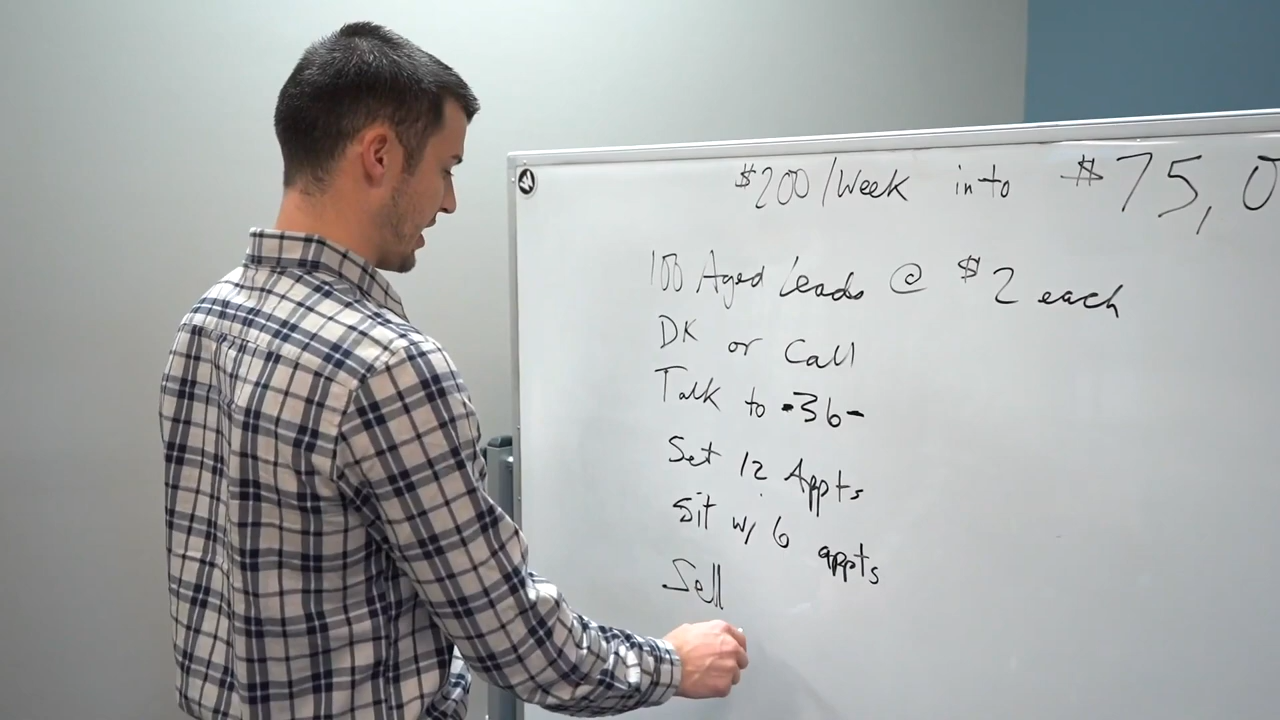 $200/Week into $75,0
100 Aged Leads @ $2 each
DK or Call
Talk to -36-
Set 12 Appts
Sit w/ 6 appts
Sell